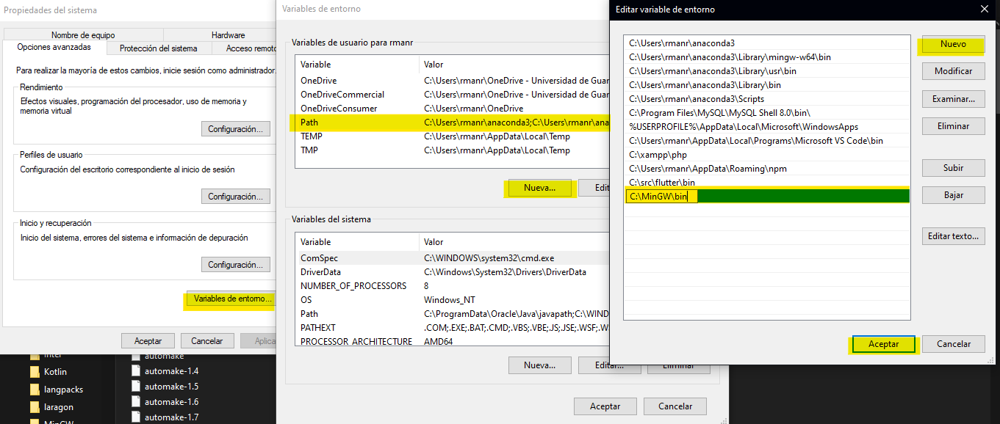 Propiedades del sistema
Nombre de equipo
Hardware
Opciones avanzadas
Protección del sistema
Acceso remoto
Para realizar la mayoría de estos cambios, inicie sesión como administrador.
Rendimiento
Efectos visuales, programación del procesador, uso de memoria y
memoria virtual
Configuración...
Perfiles de usuario
Configuración del escritorio correspondiente al inicio de sesión
Configuración...
Inicio y recuperación
Inicio del sistema, errores del sistema e información de depuración
Configuración...
Variables de entorno...
Aceptar
Cancelar
Aplica
Intel
Kotlin
langpacks
laragon
MinGW
automake
automake-1.4
automake-1.5
automake-1.6
automake-1.7
Variables de entorno
Variables de usuario para rmanr
Variable Valor
OneDrive C:\Users\rmanr\OneDrive - Universidad de Guar
OneDriveCommercial C:\Users\rmanr\OneDrive - Universidad de Guar
OneDriveConsumer C:\Users\rmanr\OneDrive
Path C:\Users\rmanr\anaconda3;C:\Users\rmanr\ana
TEMP C:\Users\rmanr\AppData\Local\Temp
TMP C:\Users\rmanr\AppData\Local\Temp
Nueva...
Edit
Variables del sistema
Variable Valor
ComSpec C:\WINDOWS\system32\cmd.exe
DriverData C:\Windows\System32\Drivers\DriverData
NUMBER_OF_PROCESSORS 8
OS Windows_NT
Path C:\ProgramData\Oracle\Java\javapath;C:\WIND
PATHEXT .COM;.EXE;.BAT;.CMD;.VBS;.VBE;.JS;.JSE;.WSF;.W
PROCESSOR_ARCHITECTURE AMD64
Nueva...
Editar...
Eliminar
Aceptar
Cancelar
Editar variable de entorno
C:\Users\rmanr\anaconda3
C:\Users\rmanr\anaconda3\Library\mingw-w64\bin
C:\Users\rmanr\anaconda3\Library\usr\bin
C:\Users\rmanr\anaconda3\Library\bin
C:\Users\rmanr\anaconda3\Scripts
C:\Program Files\MySQL\MySQL Shell 8.0\bin\
%USERPROFILE%\AppData\Local\Microsoft\WindowsApps
C:\Users\rmanr\AppData\Local\Programs\Microsoft VS Code\bin
C:\xampp\php
C:\Users\rmanr\AppData\Roaming\npm
C:\src\flutter\bin
C:\MinGW\bin
Nuevo
Modificar
Examinar...
Eliminar
Subir
Bajar
Editar texto...
Aceptar
Cancelar